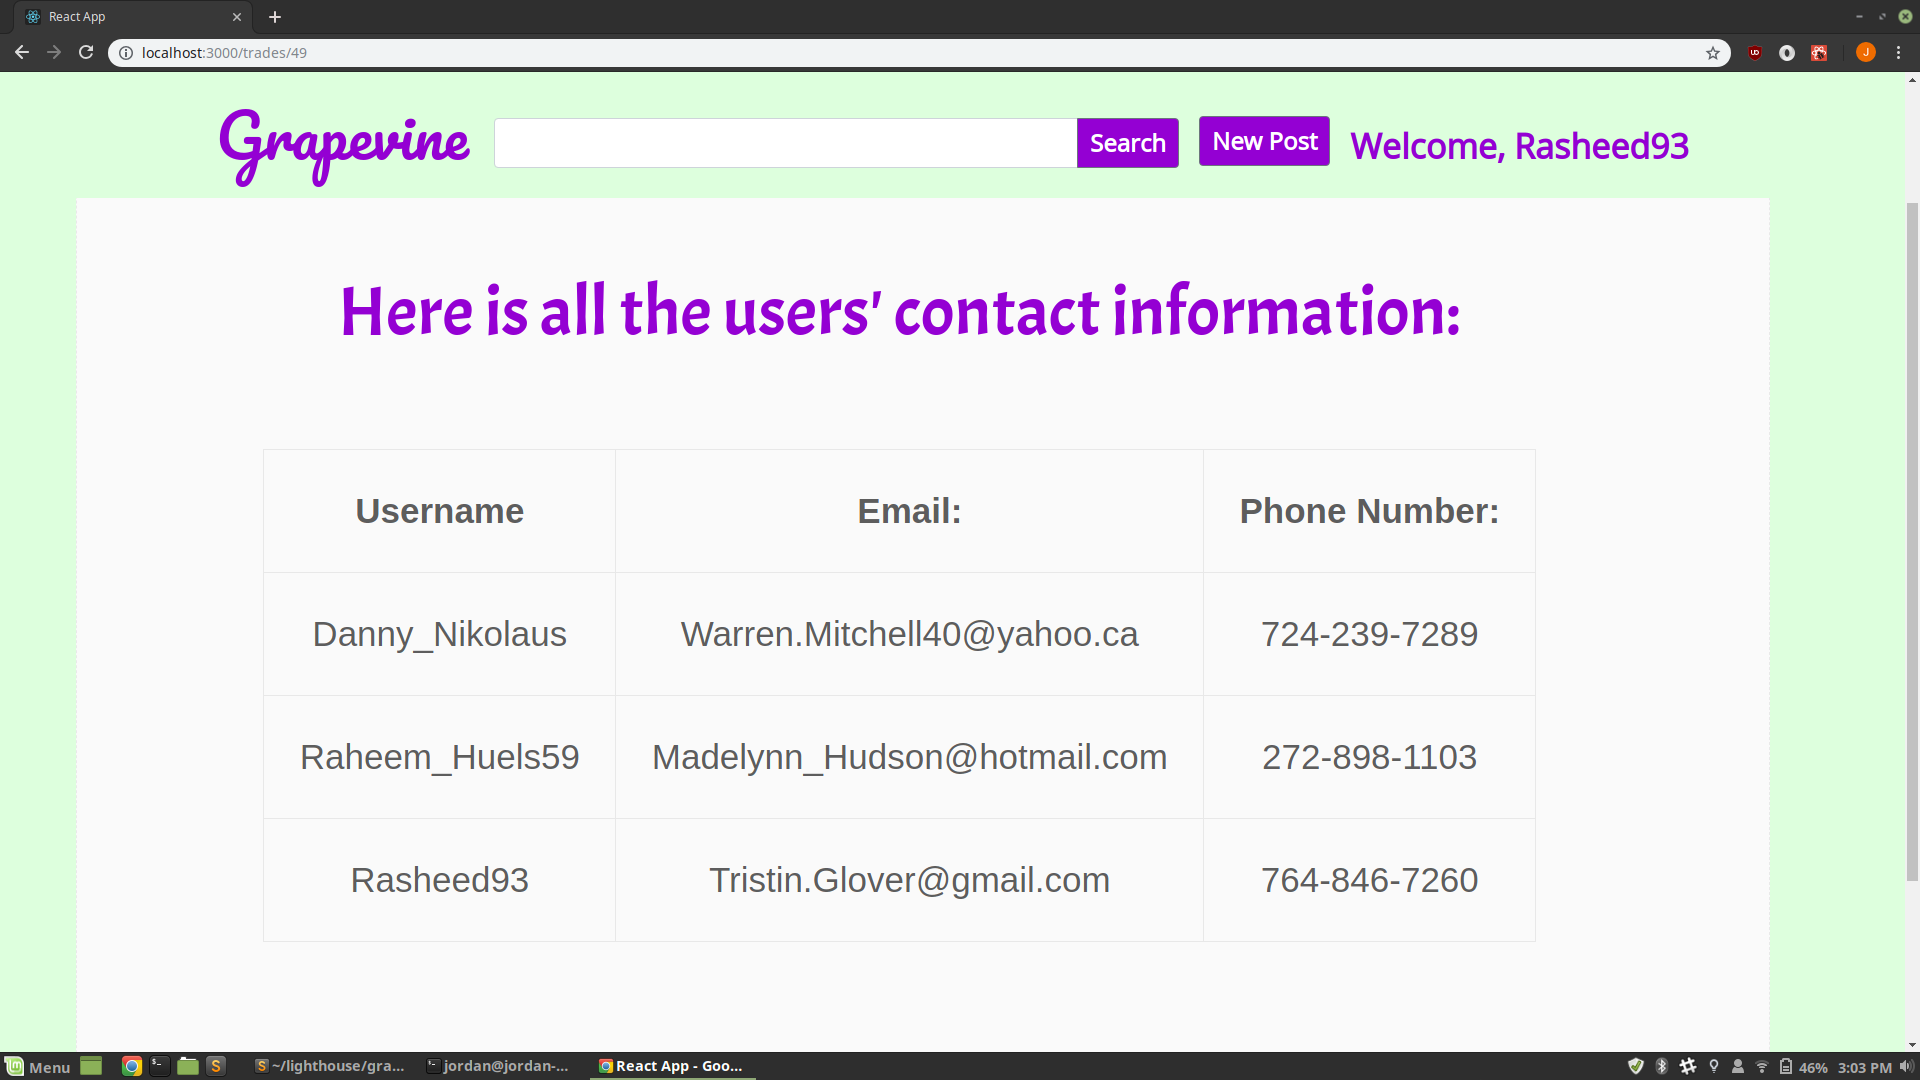 React App
localhost:3000/trades/49
J
Grapevine
Search
New Post
Welcome, Rasheed93
Here is all the users' contact information:
Username Email: Phone Number:
Danny_Nikolaus Warren.Mitchell40@yahoo.ca 724-239-7289
Raheem_Huels59 Madelynn_Hudson@hotmail.com 272-898-1103
Rasheed93 Tristin.Glover@gmail.com 764-846-7260
Menu ~/lighthouse/gra... jordan@jordan-... React App - Goo... 46% 3:03 PM